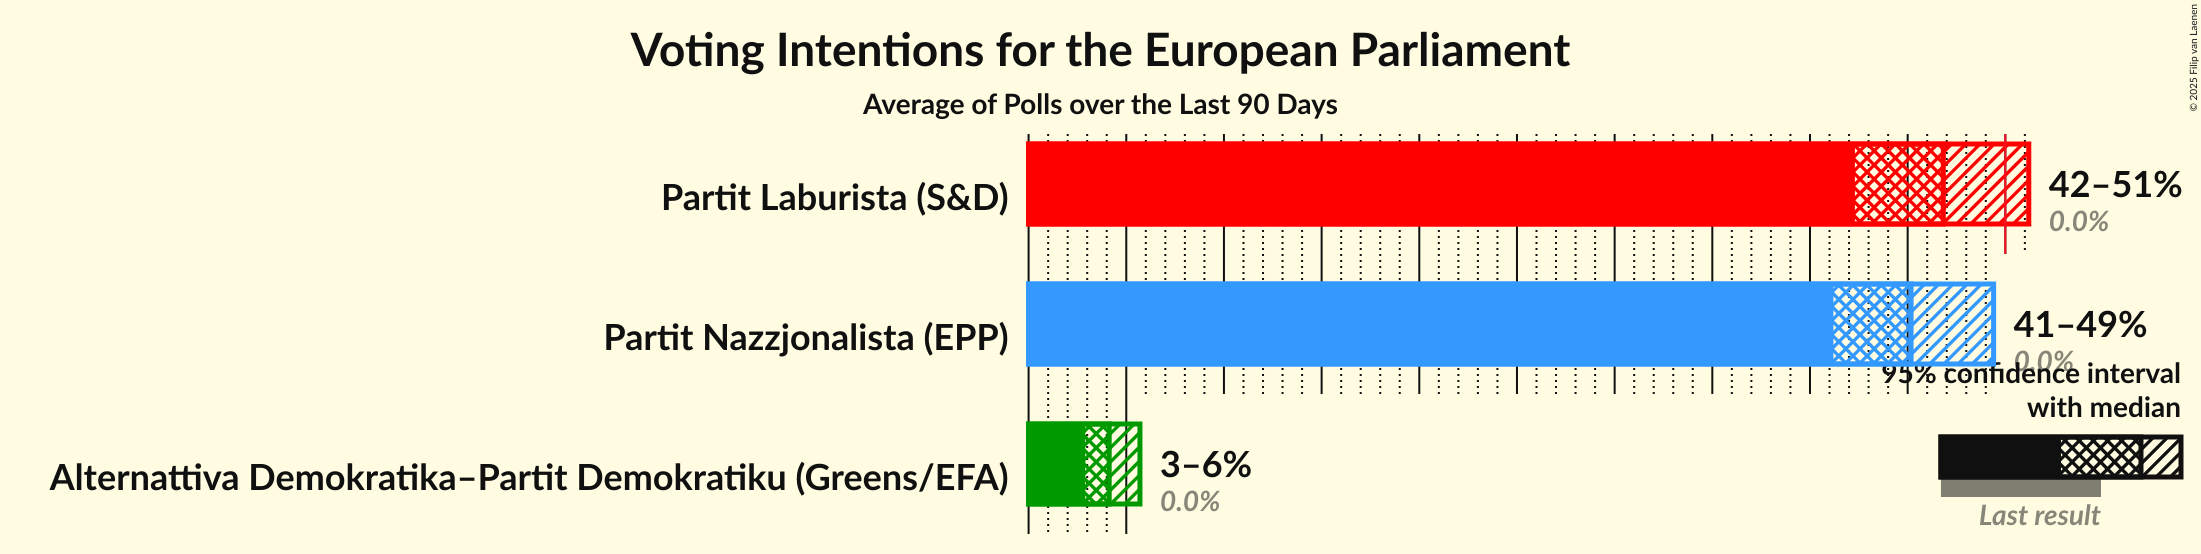 Voting Intentions for the European Parliament
Average of Polls over the Last 90 Days
© 2025 Filip van Laenen
Partit Laburista (S&D)
42–51%
0.0%
Partit Nazzjonalista (EPP)
41–49%
0.0%
95% confidence interval
with median
Alternattiva Demokratika–Partit Demokratiku (Greens/EFA)
3–6%
0.0%
Last result